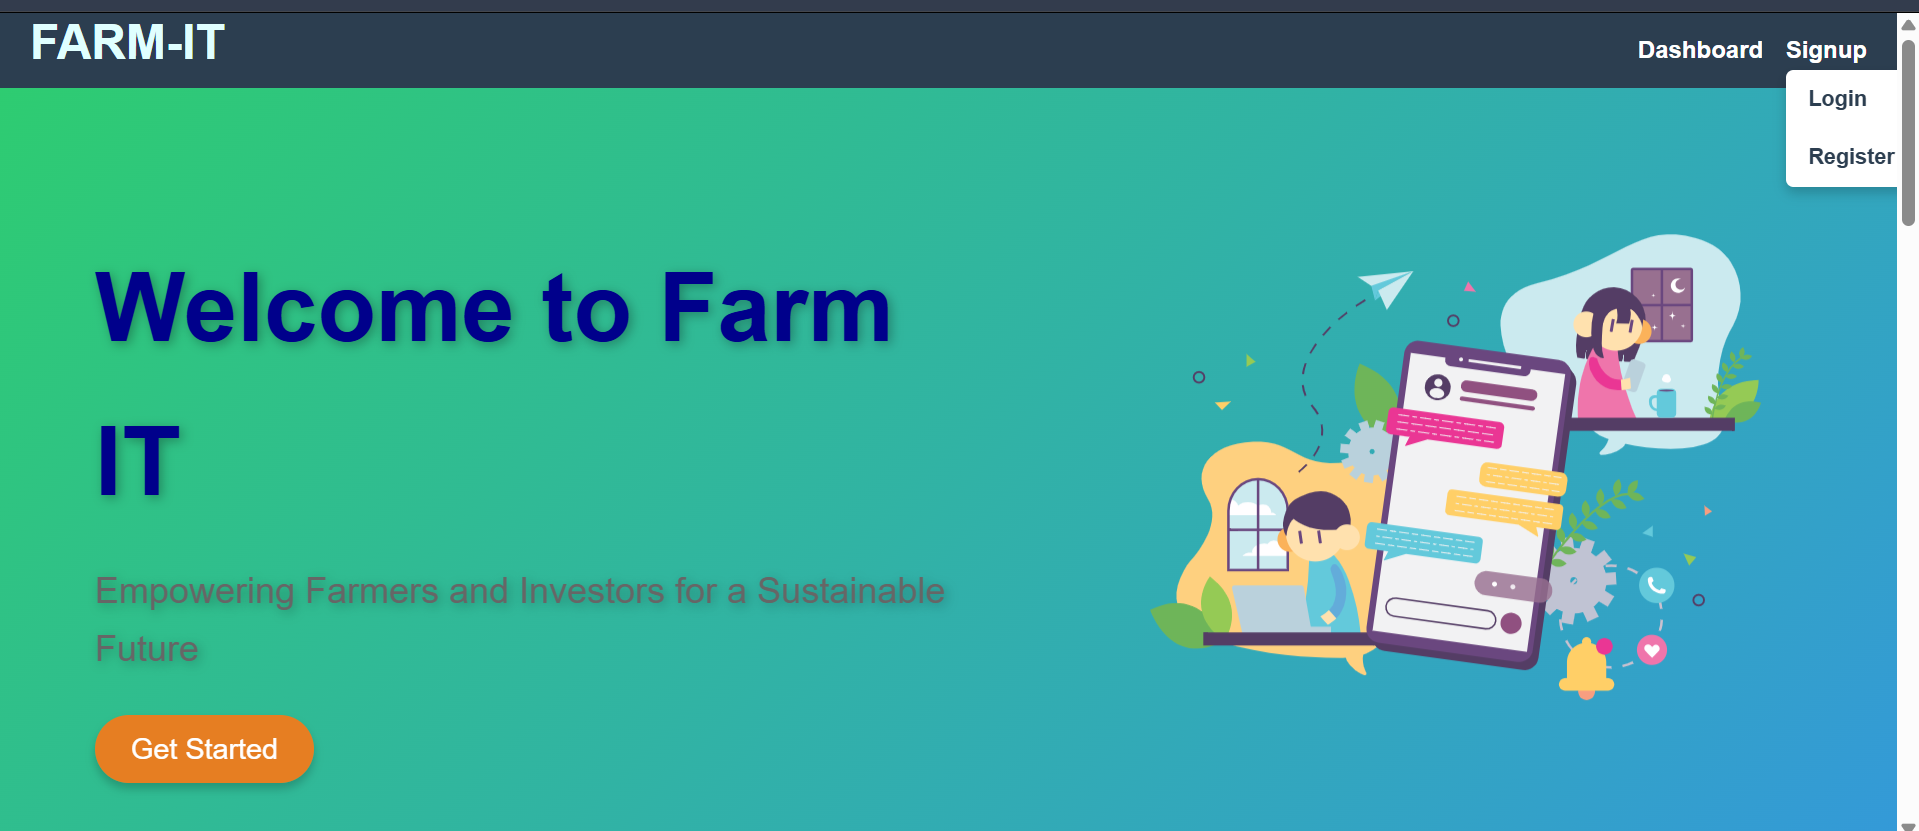 FARM-IT
Dashboard Signup
Login
Register
Welcome to Farm
IT
Empowering Farmers and Investors for a Sustainable
Future
Get Started